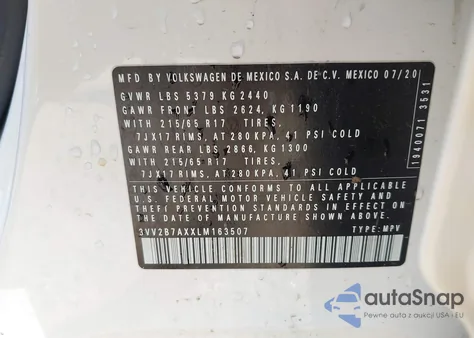 MFD. BY VOLKSWAGEN DE MEXICO S.A. DE C.V. MEXICO 07/20
GVWR LBS 5379 KG 2440
GAWR FRONT LBS 2624, KG 1190
WITH 215/65 R17 TIRES,
7JX17 RIMS, AT 280 KPA, 41 PSI COLD
GAWR REAR LBS 2866, KG 1300
WITH 215/65 R17 TIRES,
7JX17 RIMS, AT 280 KPA, 41 PSI COLD
THIS VEHICLE CONFORMS TO ALL APPLICABLE
U.S. FEDERAL MOTOR VEHICLE SAFETY AND
THEFT PREVENTION STANDARDS IN EFFECT ON
THE DATE OF MANUFACTURE SHOWN ABOVE.
3VV2B7AXXLM163507 TYPE: MPV
1940071 3531
autoSnap
Pewne auta z USA i EU